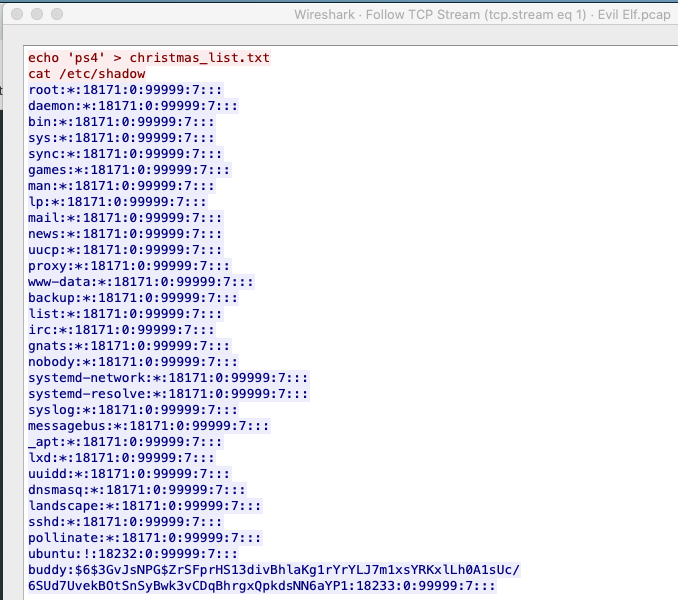 Wireshark · Follow TCP Stream (tcp.stream eq 1) · Evil Elf.pcap
echo 'ps4' > christmas_list.txt
cat /etc/shadow
root:*:18171:0:99999:7:::
daemon:*:18171:0:99999:7:::
bin:*:18171:0:99999:7:::
sys:*:18171:0:99999:7:::
sync:*:18171:0:99999:7:::
games:*:18171:0:99999:7:::
man:*:18171:0:99999:7:::
lp:*:18171:0:99999:7:::
mail:*:18171:0:99999:7:::
news:*:18171:0:99999:7:::
uucp:*:18171:0:99999:7:::
proxy:*:18171:0:99999:7:::
www-data:*:18171:0:99999:7:::
backup:*:18171:0:99999:7:::
list:*:18171:0:99999:7:::
irc:*:18171:0:99999:7:::
gnats:*:18171:0:99999:7:::
nobody:*:18171:0:99999:7:::
systemd-network:*:18171:0:99999:7:::
systemd-resolve:*:18171:0:99999:7:::
syslog:*:18171:0:99999:7:::
messagebus:*:18171:0:99999:7:::
_apt:*:18171:0:99999:7:::
lxd:*:18171:0:99999:7:::
uuidd:*:18171:0:99999:7:::
dnsmasq:*:18171:0:99999:7:::
landscape:*:18171:0:99999:7:::
sshd:*:18171:0:99999:7:::
pollinate:*:18171:0:99999:7:::
ubuntu:!:18232:0:99999:7:::
buddy:$6$3GvJsNPG$ZrSFprHS13divBhlaKg1rYrYLJ7m1xsYRKxlLh0A1sUc/
6SUd7UvekBOtSnSyBwk3vCDqBhrgxQpkdsNN6aYP1:18233:0:99999:7:::